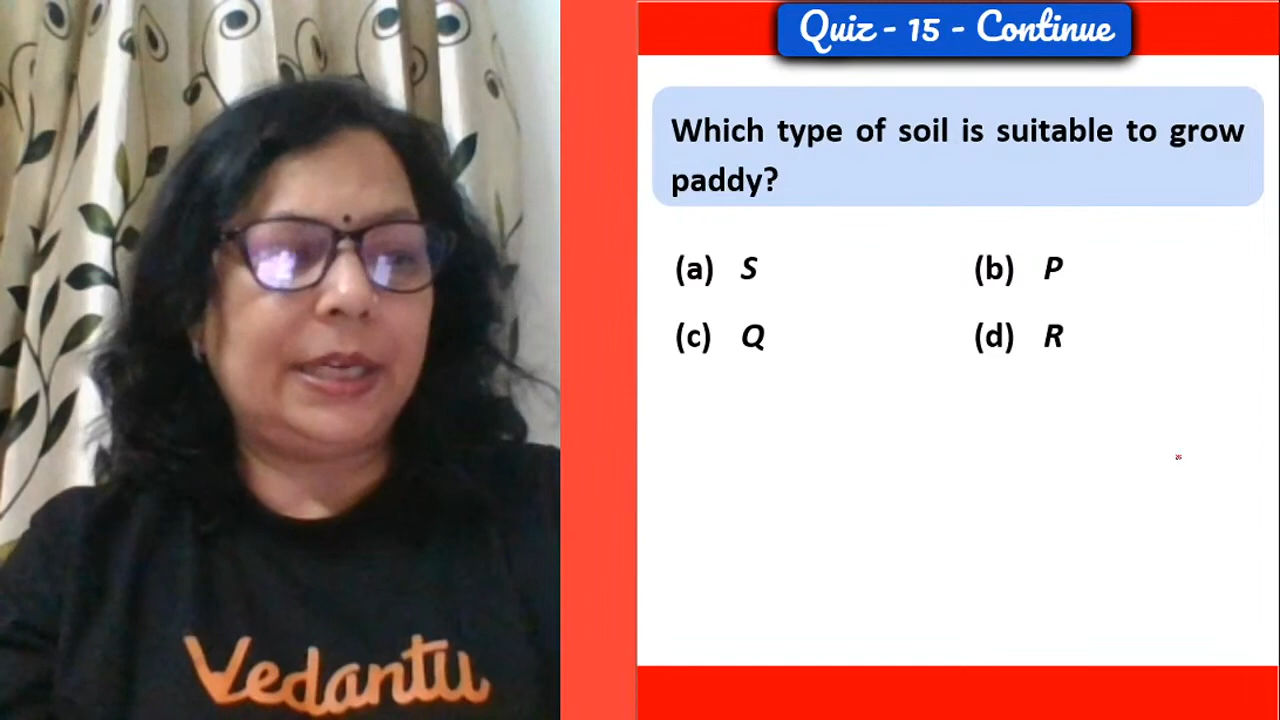 Quiz - 15 - Continue
Which type of soil is suitable to grow
paddy?
(a) S (b) P
(c) Q (d) R
Vedantu